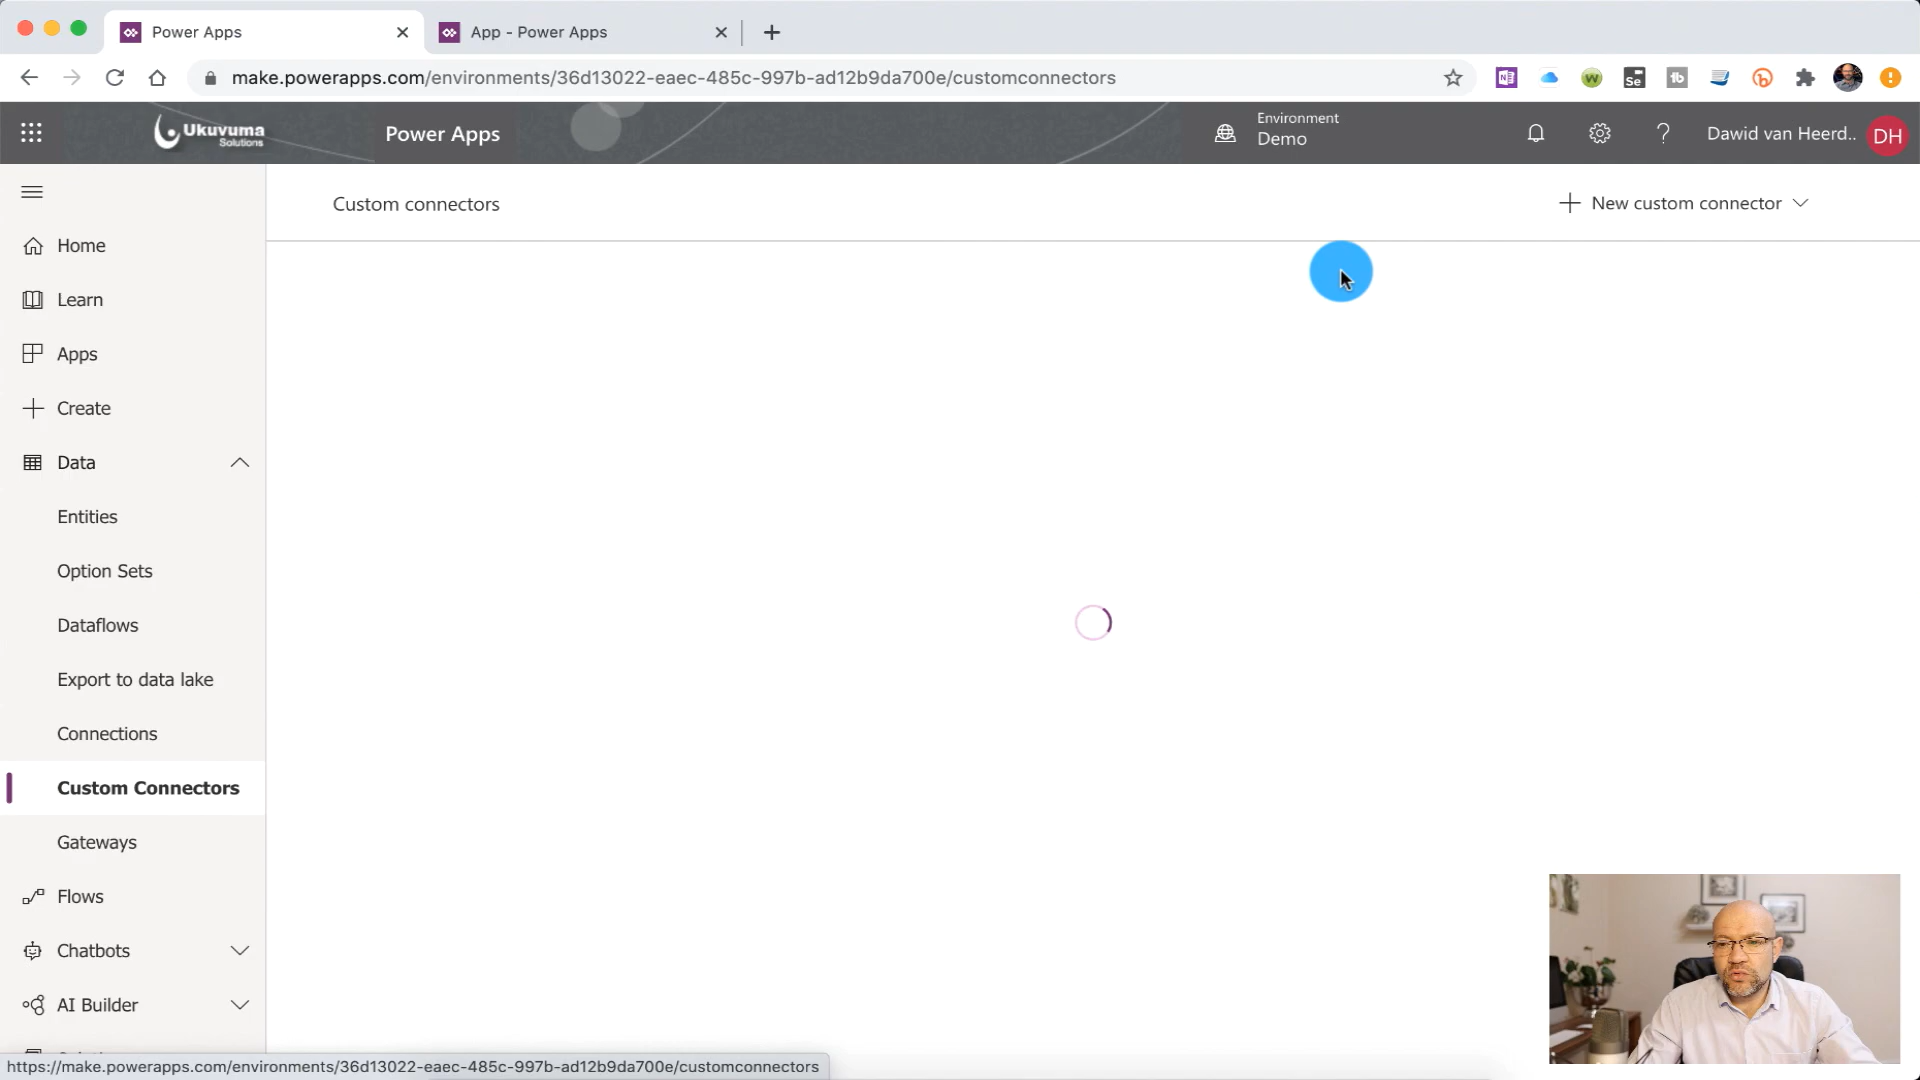 Power Apps
App - Power Apps
make.powerapps.com/environments/36d13022-eaec-485c-997b-ad12b9da700e/customconnectors
Ukuvuma
Solutions
Power Apps
Environment
Demo
Dawid van Heerd..
DH
Custom connectors
New custom connector
Home
Learn
Apps
Create
Data
Entities
Option Sets
Dataflows
Export to data lake
Connections
Custom Connectors
Gateways
Flows
Chatbots
AI Builder
https://make.powerapps.com/environments/36d13022-eaec-485c-997b-ad12b9da700e/customconnectors